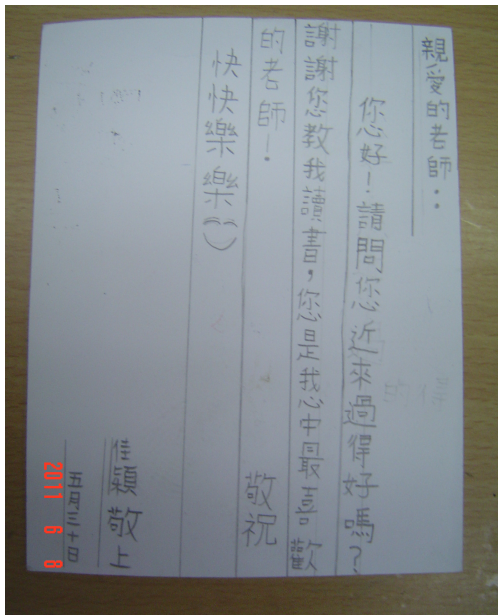 親愛的老師：
您好！請問您近來過得好嗎？
謝謝您教我讀書，您是我心中最喜歡
的老師！
敬祝
快快樂樂
佳穎敬上
五月三十日
2011 6 8